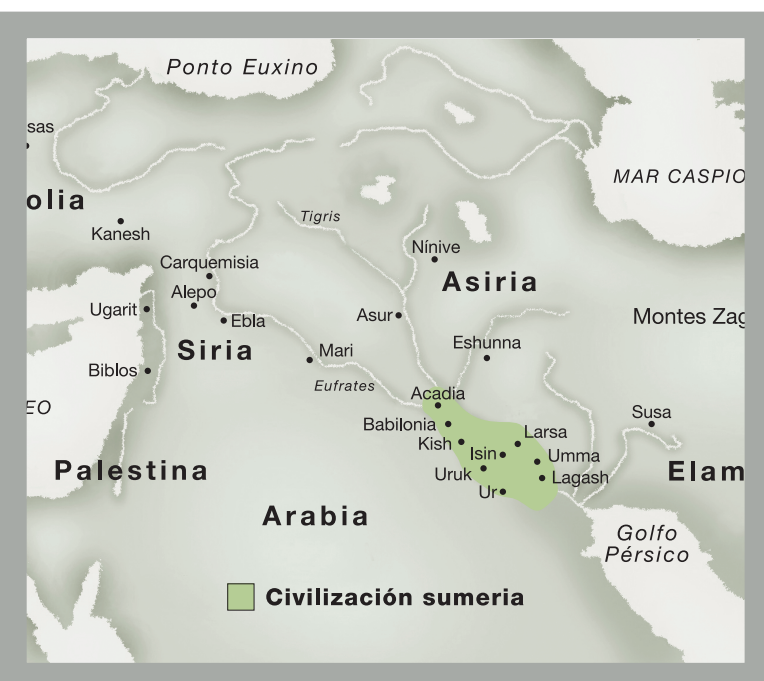 Ponto Euxino
sas
MAR CASPIO
olia
Kanesh
Tigris
Nínive
Carquemisia
Asiria
Alepo
Ugarit
Ebla
Asur
Montes Zag
Siria
Mari
Eshunna
Biblos
Eufrates
Acadia
EO
Babilonia
Susa
Kish
Larsa
Isin
Umma
Palestina
Uruk
Lagash
Elam
Ur
Arabia
Golfo
Pérsico
Civilización sumeria